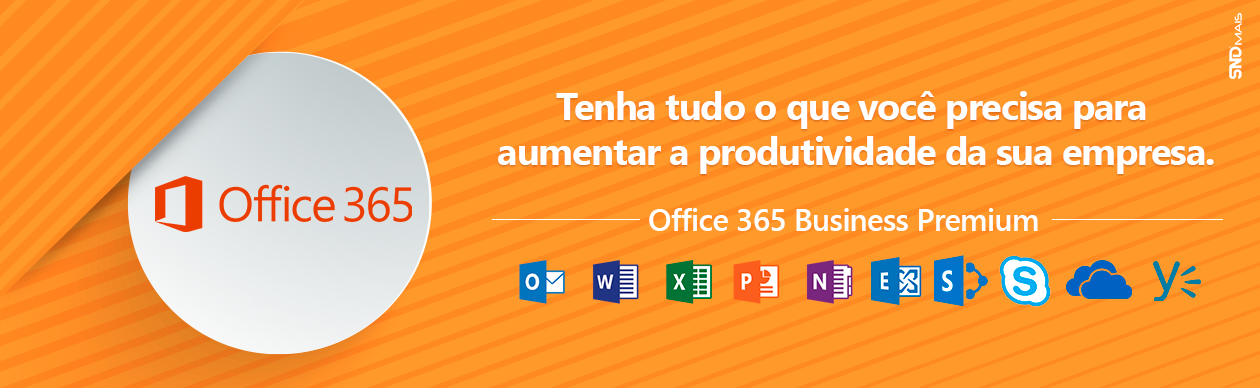 SND MAIS
Tenha tudo o que você precisa para
aumentar a produtividade da sua empresa.
Office 365
Office 365 Business Premium
O W X P N E S S y